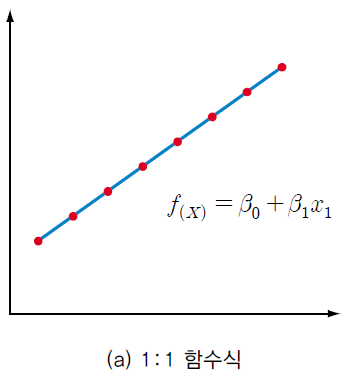 f(X) = β₀ + β₁x₁
(a) 1:1 함수식